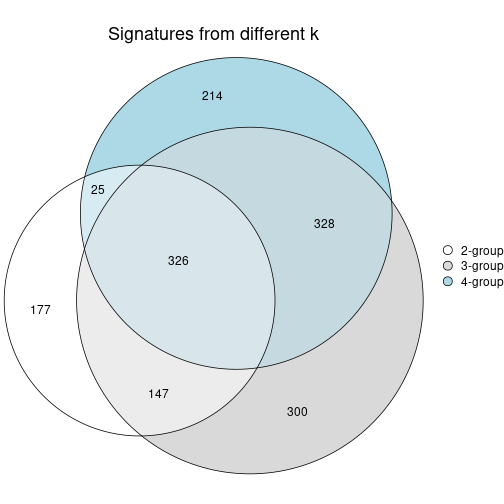 Signatures from different k
214
25
328
326
177
147
300
2-group
3-group
4-group